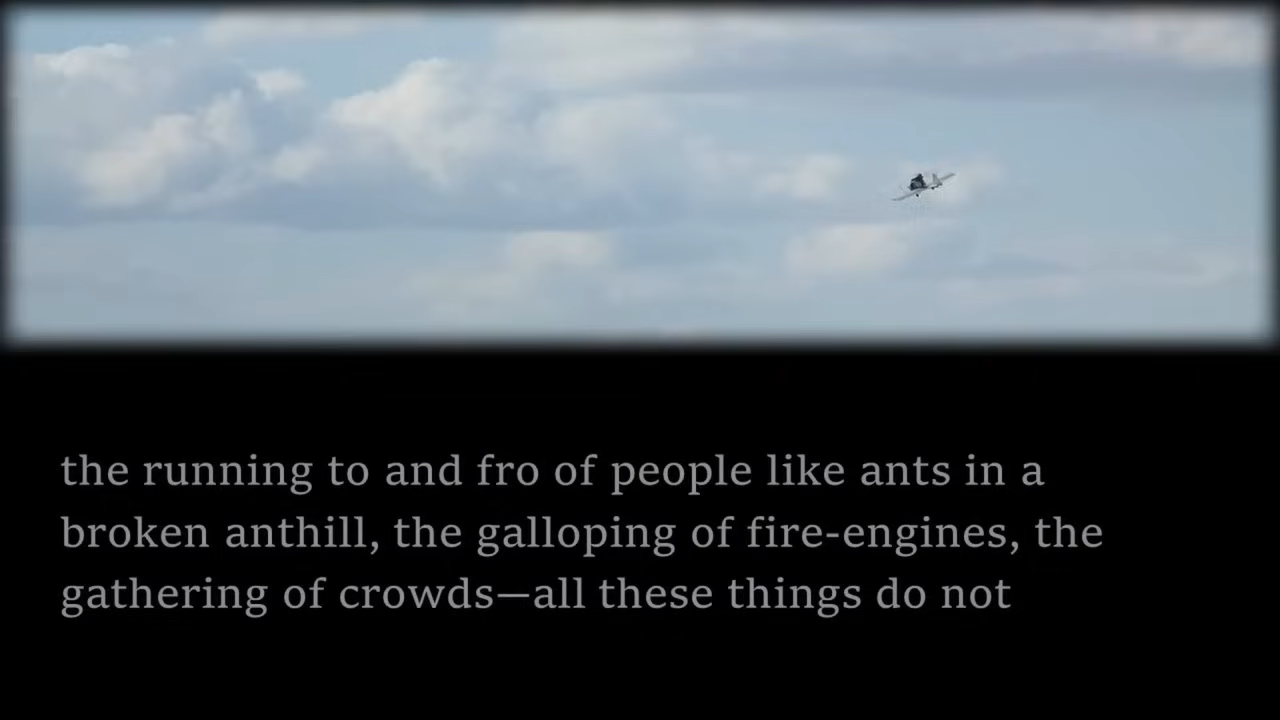 the running to and fro of people like ants in a
broken anthill, the galloping of fire-engines, the
gathering of crowds—all these things do not